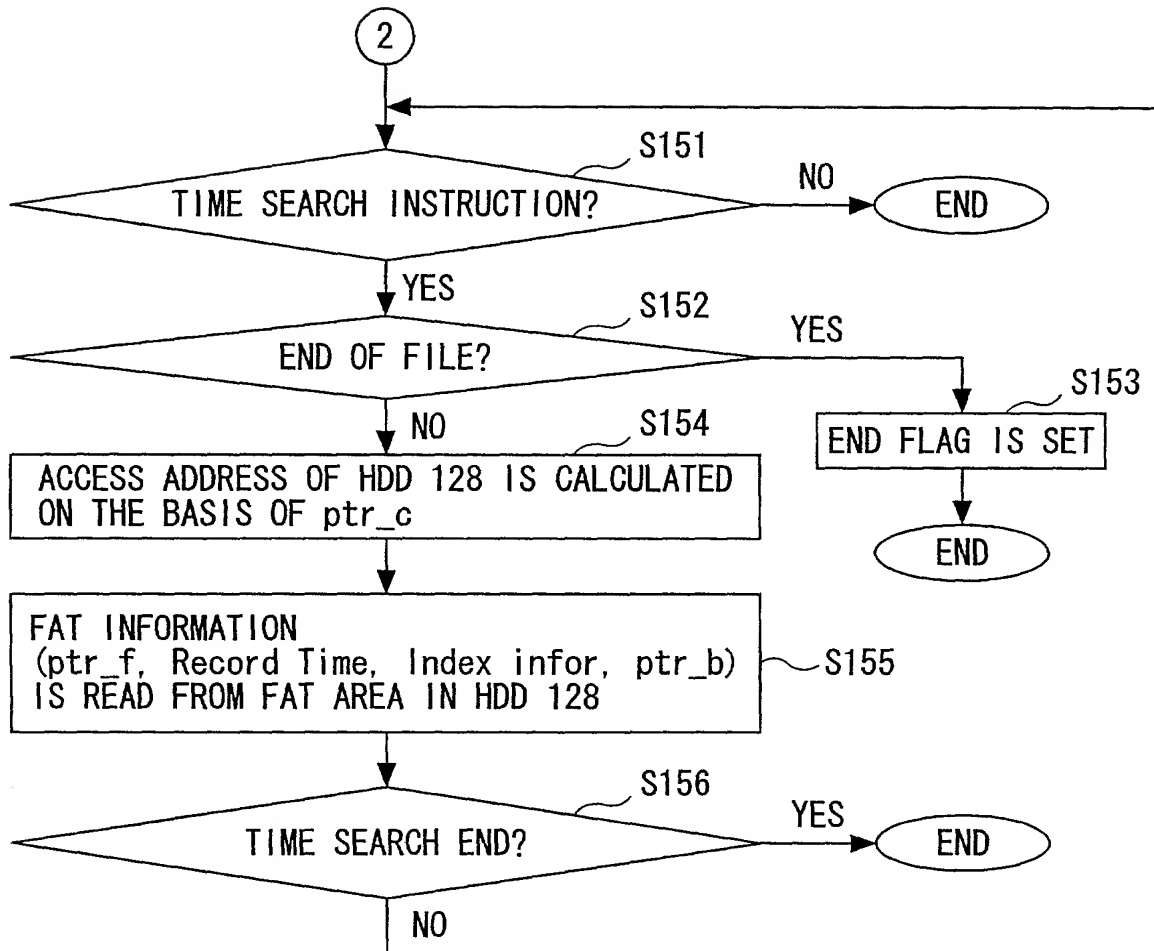 2
S151
TIME SEARCH INSTRUCTION?
NO
END
YES
S152
END OF FILE?
YES
S153
END FLAG IS SET
END
NO
S154
ACCESS ADDRESS OF HDD 128 IS CALCULATED
ON THE BASIS OF ptr_c
FAT INFORMATION
(ptr_f, Record Time, Index infor, ptr_b)
IS READ FROM FAT AREA IN HDD 128
S155
S156
TIME SEARCH END?
YES
END
NO